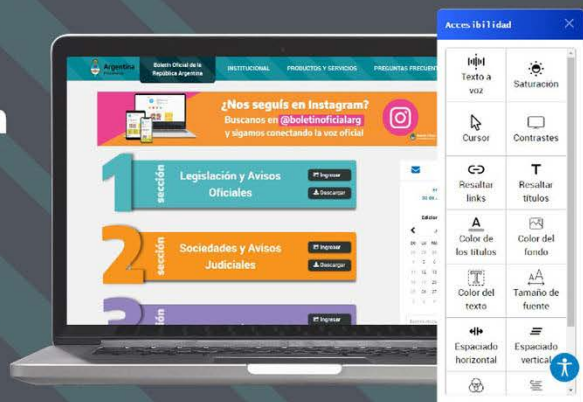 Argentina
Boletín Oficial de la
República Argentina
INSTITUCIONAL
PRODUCTOS Y SERVICIOS
PREGUNTAS FRECUENT
¿Nos seguís en Instagram?
Buscanos en @boletinoficialarg
y sigamos conectando la voz oficial
1
sección
Legislación y Avisos
Oficiales
Ingresar
Descargar
2
sección
Sociedades y Avisos
Judiciales
Ingresar
Descargar
sección
Ingresar
Accesibilidad
Texto a
voz
Saturación
Cursor
Contrastes
Resaltar
links
Resaltar
títulos
Color de
los títulos
Color del
fondo
Color del
texto
Tamaño de
fuente
Espaciado
horizontal
Espaciado
vertical